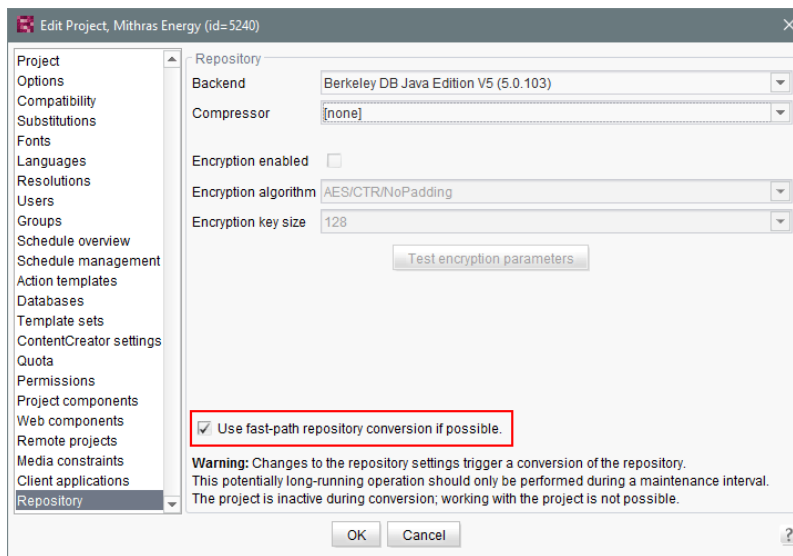 Edit Project, Mithras Energy (id=5240)
Project
Options
Compatibility
Substitutions
Fonts
Languages
Resolutions
Users
Groups
Schedule overview
Schedule management
Action templates
Databases
Template sets
ContentCreator settings
Quota
Permissions
Project components
Web components
Remote projects
Media constraints
Client applications
Repository
Repository
Backend Berkeley DB Java Edition V5 (5.0.103)
Compressor [none]
Encryption enabled
Encryption algorithm AES/CTR/NoPadding
Encryption key size 128
Test encryption parameters
Use fast-path repository conversion if possible.
Warning: Changes to the repository settings trigger a conversion of the repository.
This potentially long-running operation should only be performed during a maintenance interval.
The project is inactive during conversion; working with the project is not possible.
OK Cancel
?